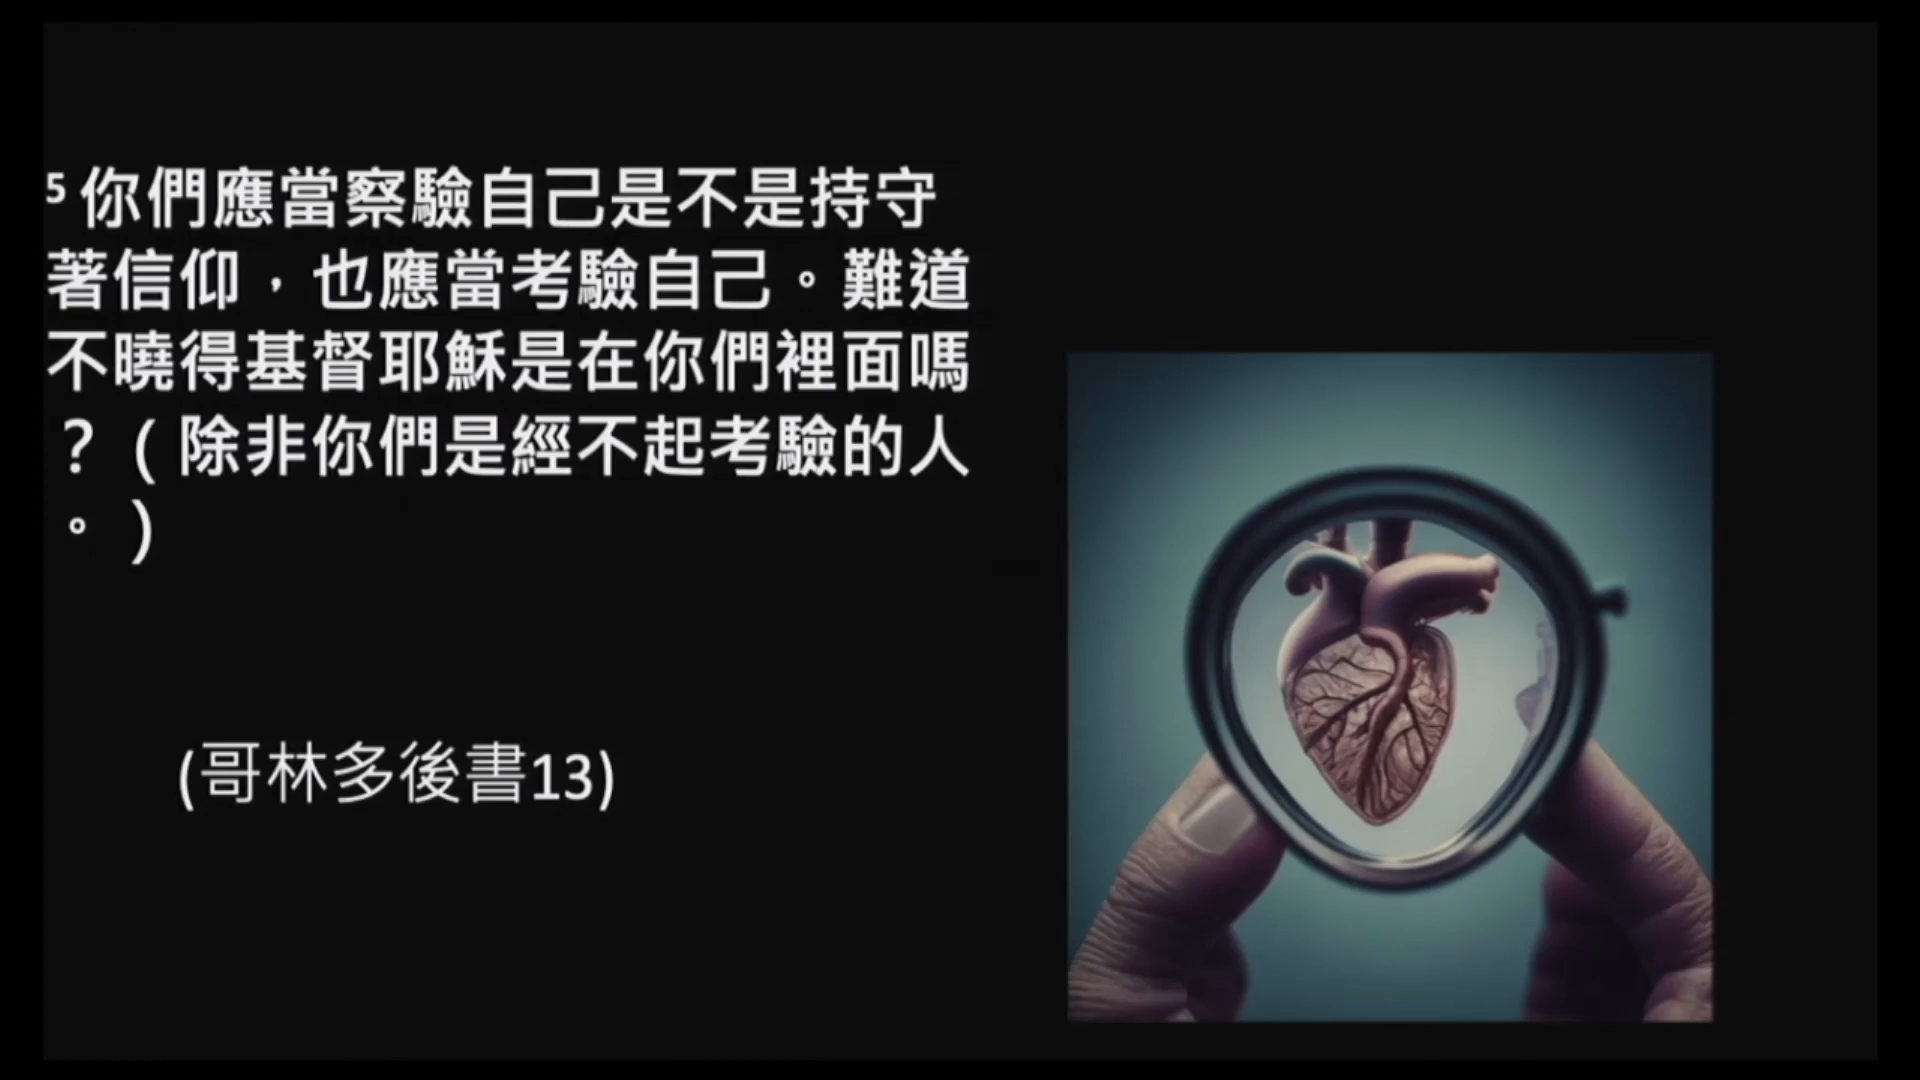 5 你們應當察驗自己是不是持守
著信仰，也應當考驗自己。難道
不曉得基督耶穌是在你們裡面嗎
？（除非你們是經不起考驗的人
。）
(哥林多後書13)